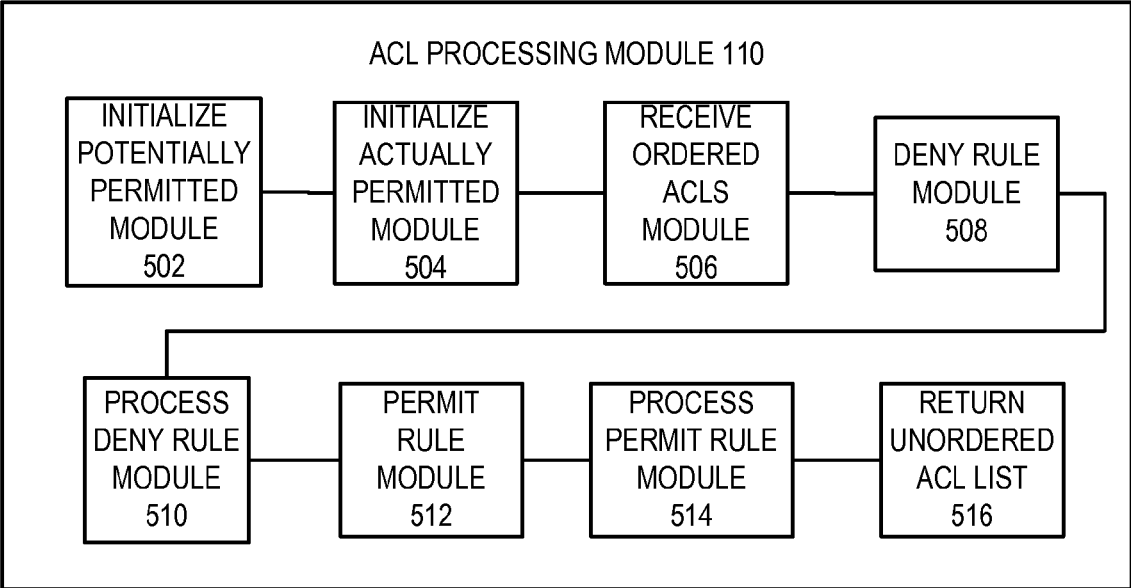 ACL PROCESSING MODULE 110
INITIALIZE
POTENTIALLY
PERMITTED
MODULE
502
INITIALIZE
ACTUALLY
PERMITTED
MODULE
504
RECEIVE
ORDERED
ACLS
MODULE
506
DENY RULE
MODULE
508
PROCESS
DENY RULE
MODULE
510
PERMIT
RULE
MODULE
512
PROCESS
PERMIT RULE
MODULE
514
RETURN
UNORDERED
ACL LIST
516